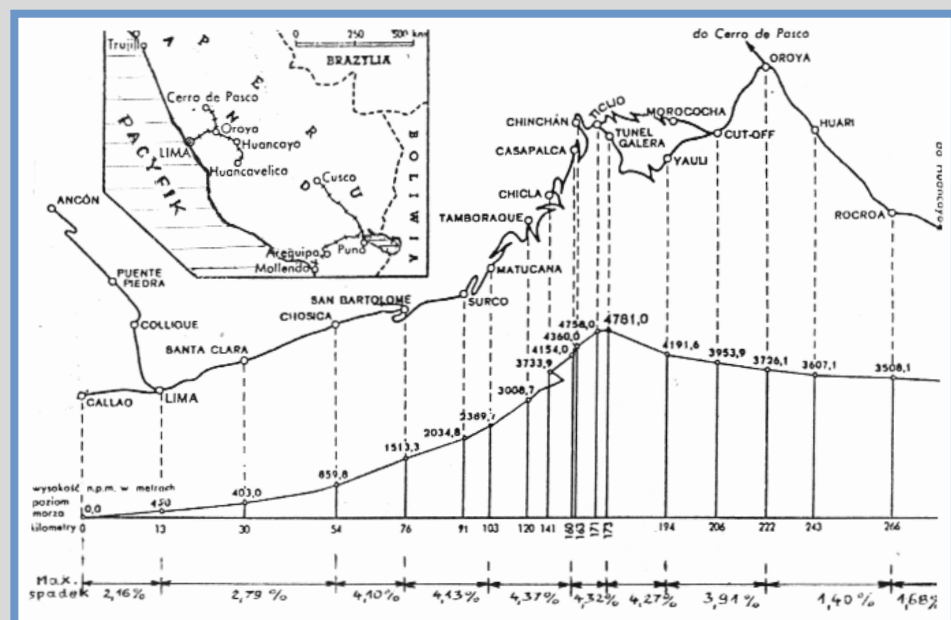 Trujillo
P E R U
0 250 500 km
BRAZYLIA
Cerro de Pasco
Oroya
LIMA
Huancayo
Huancavelica
PACYFIK
Cusco
BOLIWIA
Arequipa
Puno
Mollendo
do Cerro de Pasco
OROYA
CHINCHÁN
TICLIO
MOROCOCHA
TUNEL
GALERA
CUT-OFF
HUARI
CASAPALCA
YAULI
do Huancayo
CHICLA
ROCROA
ANCÓN
TAMBORAQUE
PUENTE
PIEDRA
MATUCANA
SAN BARTOLOMÉ
SURCO
COLLIQUE
CHOSICA
SANTA CLARA
CALLAO
LIMA
4758,0
4781,0
4360,0
4154,0
4191,6
3733,9
3953,9
3726,1
3607,1
3508,1
3008,7
2389,7
2034,8
1513,3
859,8
403,0
wysokość n.p.m. w metrach
poziom
morza
0,0
kilometry 0 13 30 54 76 91 103 120 141 160 163 171 173 194 206 222 243 266
Max.
spadek 2,16% 2,79 % 4,10% 4,13% 4,37% 4,32% 4,27% 3,91 % 1,40 % 1,68%